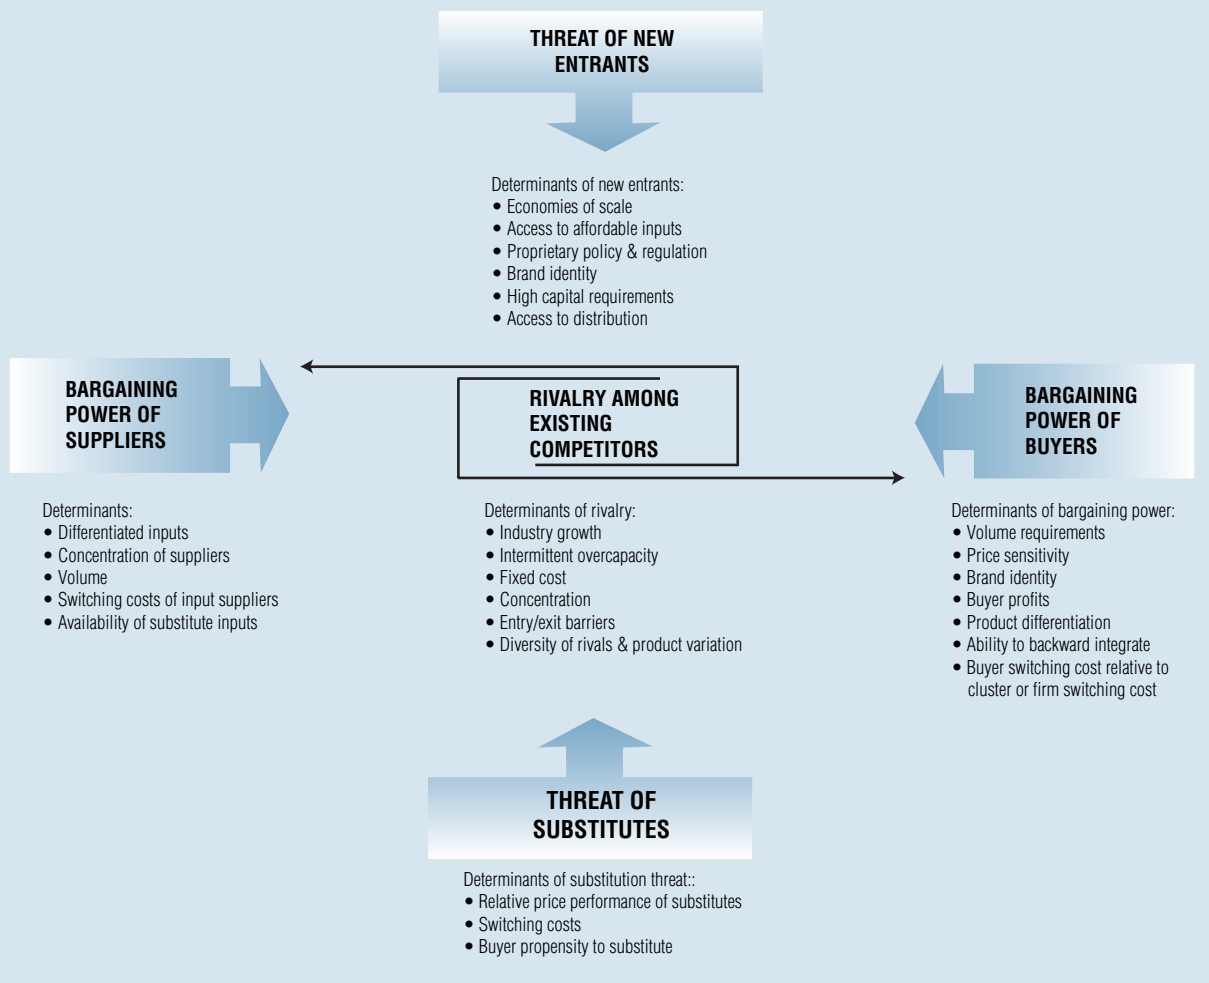 THREAT OF NEW
ENTRANTS
Determinants of new entrants:
• Economies of scale
• Access to affordable inputs
• Proprietary policy & regulation
• Brand identity
• High capital requirements
• Access to distribution
BARGAINING
POWER OF
SUPPLIERS
Determinants:
• Differentiated inputs
• Concentration of suppliers
• Volume
• Switching costs of input suppliers
• Availability of substitute inputs
RIVALRY AMONG
EXISTING
COMPETITORS
Determinants of rivalry:
• Industry growth
• Intermittent overcapacity
• Fixed cost
• Concentration
• Entry/exit barriers
• Diversity of rivals & product variation
BARGAINING
POWER OF
BUYERS
Determinants of bargaining power:
• Volume requirements
• Price sensitivity
• Brand identity
• Buyer profits
• Product differentiation
• Ability to backward integrate
• Buyer switching cost relative to
cluster or firm switching cost
THREAT OF
SUBSTITUTES
Determinants of substitution threat::
• Relative price performance of substitutes
• Switching costs
• Buyer propensity to substitute